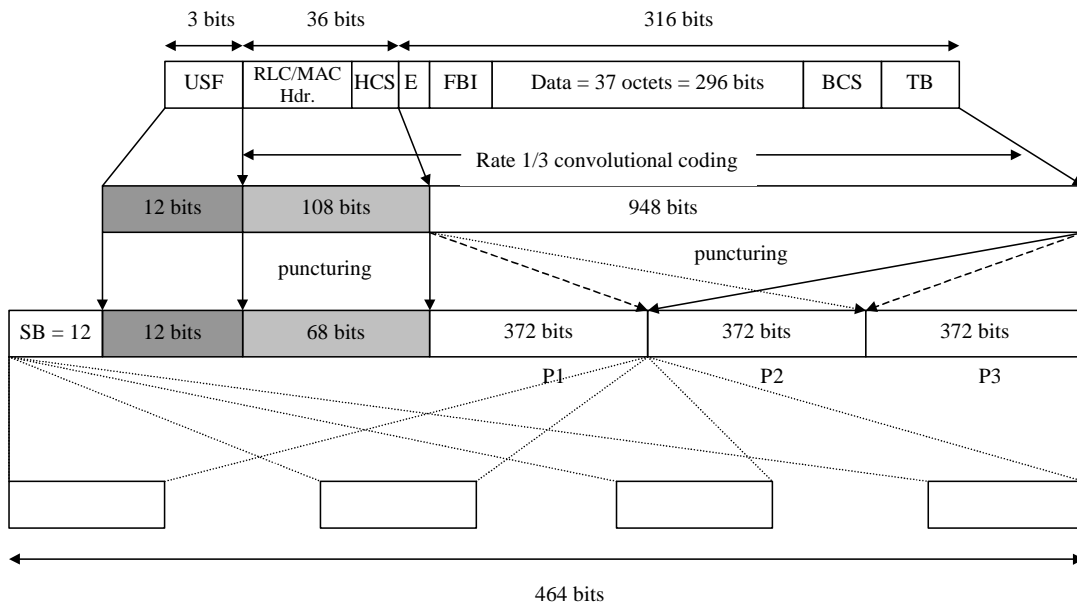 3 bits 36 bits 316 bits
USF RLC/MAC Hdr. HCS E FBI Data = 37 octets = 296 bits BCS TB
Rate 1/3 convolutional coding
12 bits 108 bits 948 bits
puncturing puncturing
SB = 12 12 bits 68 bits 372 bits 372 bits 372 bits
P1 P2 P3
464 bits